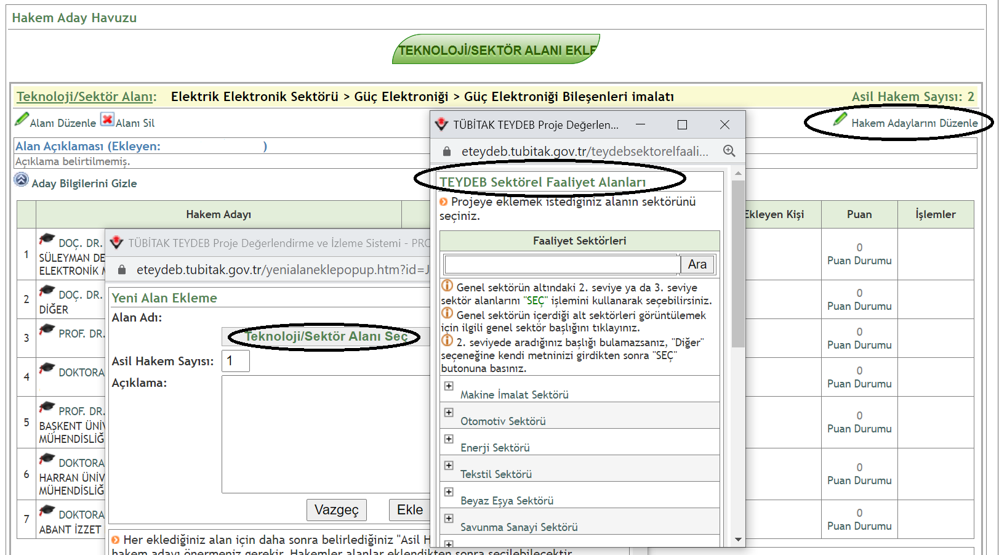 Hakem Aday Havuzu
TEKNOLOJİ/SEKTÖR ALANI EKLE
Teknoloji/Sektör Alanı: Elektrik Elektronik Sektörü > Güç Elektroniği > Güç Elektroniği Bileşenleri imalatı Asil Hakem Sayısı: 2
Alanı Düzenle Alanı Sil Hakem Adaylarını Düzenle
Alan Açıklaması (Ekleyen: )
Açıklama belirtilmemiş.
Aday Bilgilerini Gizle
Hakem Adayı Ekleyen Kişi Puan İşlemler
1 DOÇ. DR.
SÜLEYMAN DE
ELEKTRONİK
0
Puan Durumu
2 DOÇ. DR.
DİĞER
0
Puan Durumu
3 PROF. DR.
0
Puan Durumu
4 DOKTORA
0
Puan Durumu
5 PROF. DR.
BAŞKENT ÜNİV
MÜHENDİSLİĞ
0
Puan Durumu
6 DOKTORA
HARRAN ÜNİV
MÜHENDİSLİĞ
0
Puan Durumu
7 DOKTORA
ABANT İZZET
0
Puan Durumu
TÜBİTAK TEYDEB Proje Değerlendirme ve İzleme Sistemi - PRO
eteydeb.tubitak.gov.tr/yenialaneklepopup.htm?id=J
Yeni Alan Ekleme
Alan Adı:
Teknoloji/Sektör Alanı Seç
Asil Hakem Sayısı: 1
Açıklama:
Vazgeç Ekle
Her eklediğiniz alan için daha sonra belirlediğiniz "Asil H
hakem adayı önermeniz gerekir. Hakemler alanlar eklendikten sonra seçilebilecektir.
TÜBİTAK TEYDEB Proje Değerlen...
eteydeb.tubitak.gov.tr/teydebsektorelfaali...
TEYDEB Sektörel Faaliyet Alanları
Projeye eklemek istediğiniz alanın sektörünü
seçiniz.
Faaliyet Sektörleri
Ara
Genel sektörün altındaki 2. seviye ya da 3. seviye
sektör alanlarını "SEÇ" işlemini kullanarak seçebilirsiniz.
Genel sektörün içerdiği alt sektörleri görüntülemek
için ilgili genel sektör başlığını tıklayınız.
2. seviyede aradığınız başlığı bulamazsanız, "Diğer"
seçeneğine kendi metninizi girdikten sonra "SEÇ"
butonuna basınız.
Makine İmalat Sektörü
Otomotiv Sektörü
Enerji Sektörü
Tekstil Sektörü
Beyaz Eşya Sektörü
Savunma Sanayi Sektörü